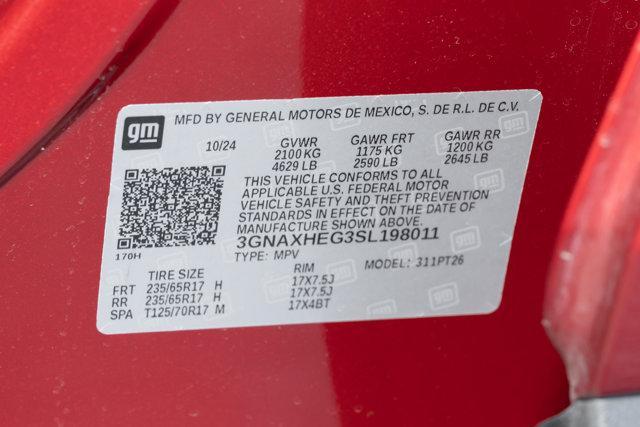 gm MFD BY GENERAL MOTORS DE MEXICO, S. DE R.L. DE C.V.
10/24 GVWR GAWR FRT GAWR RR
2100 KG 1175 KG 1200 KG
4629 LB 2590 LB 2645 LB
THIS VEHICLE CONFORMS TO ALL
APPLICABLE U.S. FEDERAL MOTOR
VEHICLE SAFETY AND THEFT PREVENTION
STANDARDS IN EFFECT ON THE DATE OF
MANUFACTURE SHOWN ABOVE.
170H 3GNAXHEG3SL198011
TYPE: MPV MODEL: 311PT26
TIRE SIZE RIM
FRT 235/65R17 H 17X7.5J
RR 235/65R17 H 17X7.5J
SPA T125/70R17 M 17X4BT